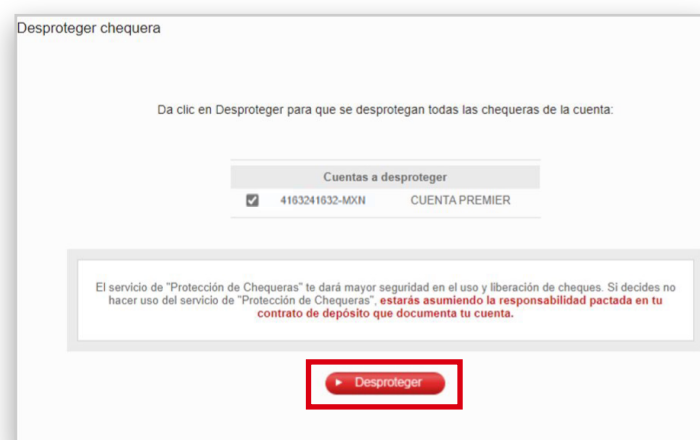 Desproteger chequera
Da clic en Desproteger para que se desprotegan todas las chequeras de la cuenta:
Cuentas a desproteger
4163241632-MXN CUENTA PREMIER
El servicio de "Protección de Chequeras" te dará mayor seguridad en el uso y liberación de cheques. Si decides no
hacer uso del servicio de "Protección de Chequeras", estarás asumiendo la responsabilidad pactada en tu
contrato de depósito que documenta tu cuenta.
Desproteger